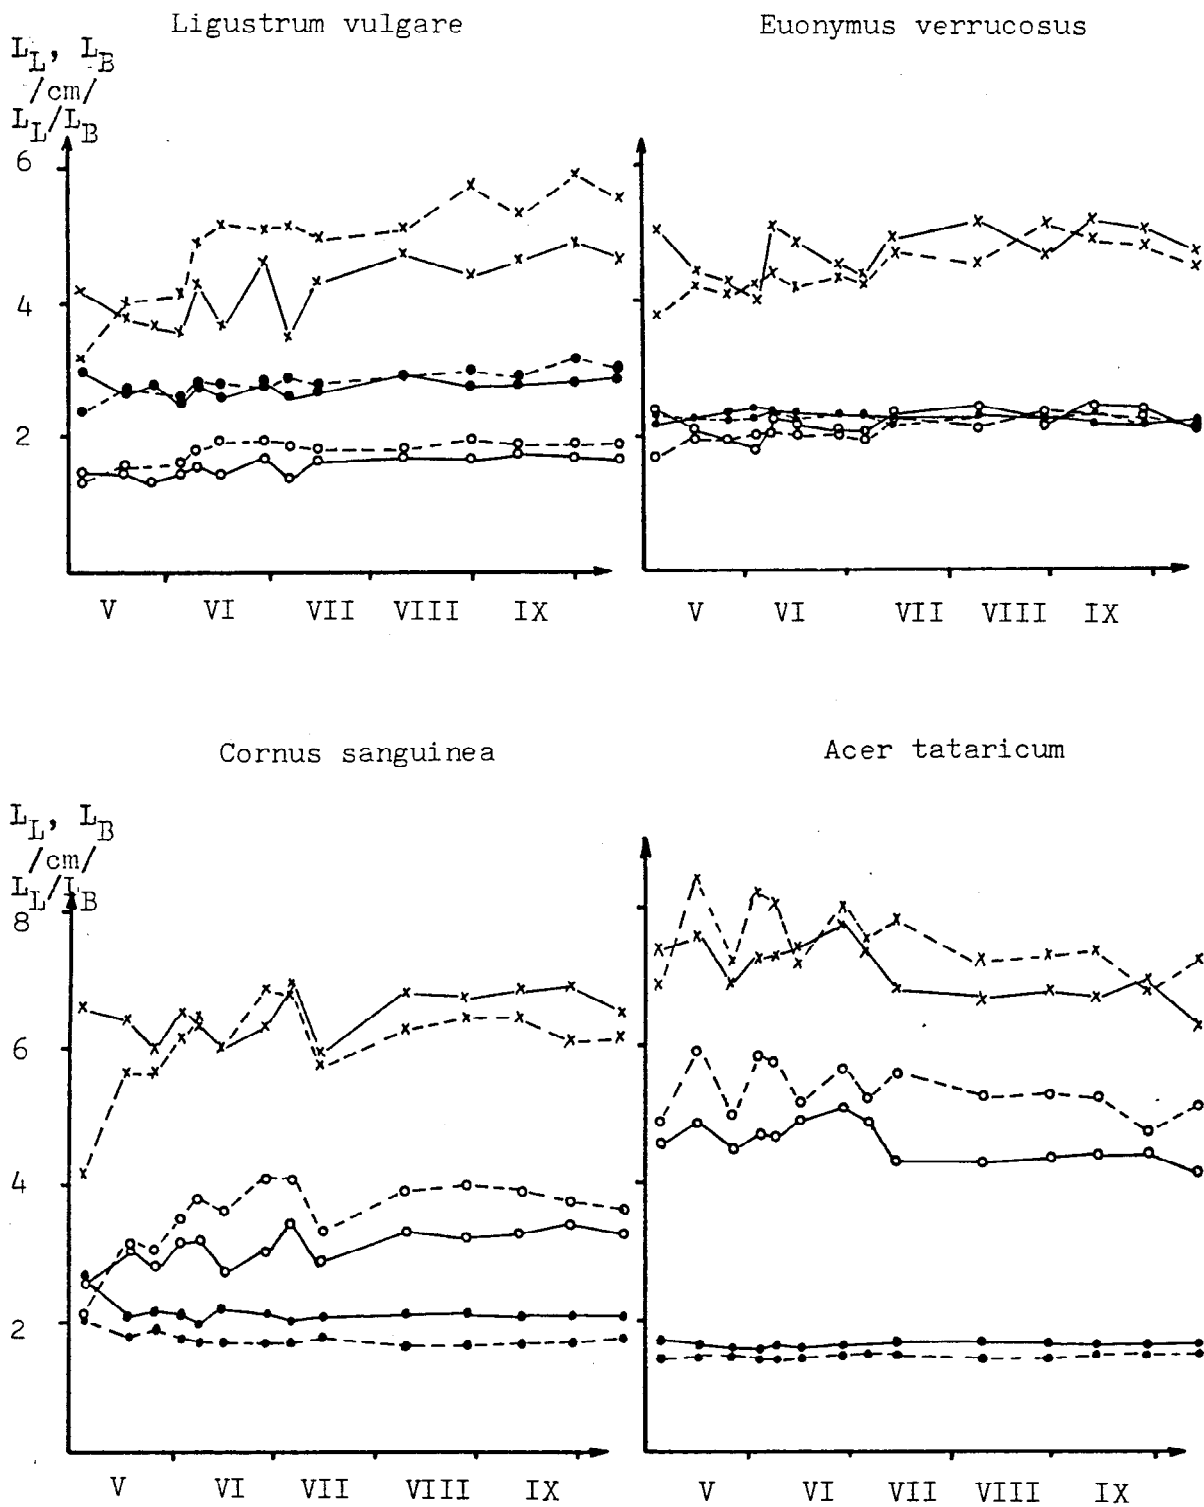 Ligustrum vulgare
Euonymus verrucosus
L_L, L_B
/cm/
L_L/L_B
6
4
2
V VI VII VIII IX
V VI VII VIII IX
Cornus sanguinea
Acer tataricum
L_L, L_B
/cm/
L_L/L_B
8
6
4
2
V VI VII VIII IX
V VI VII VIII IX